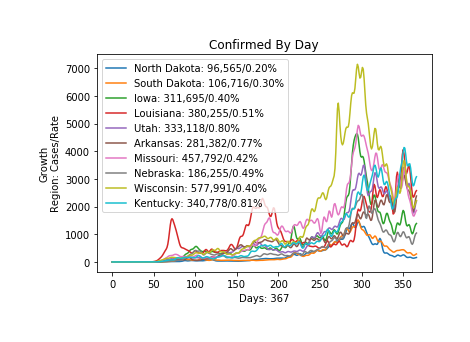 Confirmed By Day
7000
6000
5000
4000
3000
2000
1000
0
Growth
Region: Cases/Rate
North Dakota: 96,565/0.20%
South Dakota: 106,716/0.30%
Iowa: 311,695/0.40%
Louisiana: 380,255/0.51%
Utah: 333,118/0.80%
Arkansas: 281,382/0.77%
Missouri: 457,792/0.42%
Nebraska: 186,255/0.49%
Wisconsin: 577,991/0.40%
Kentucky: 340,778/0.81%
0 50 100 150 200 250 300 350
Days: 367